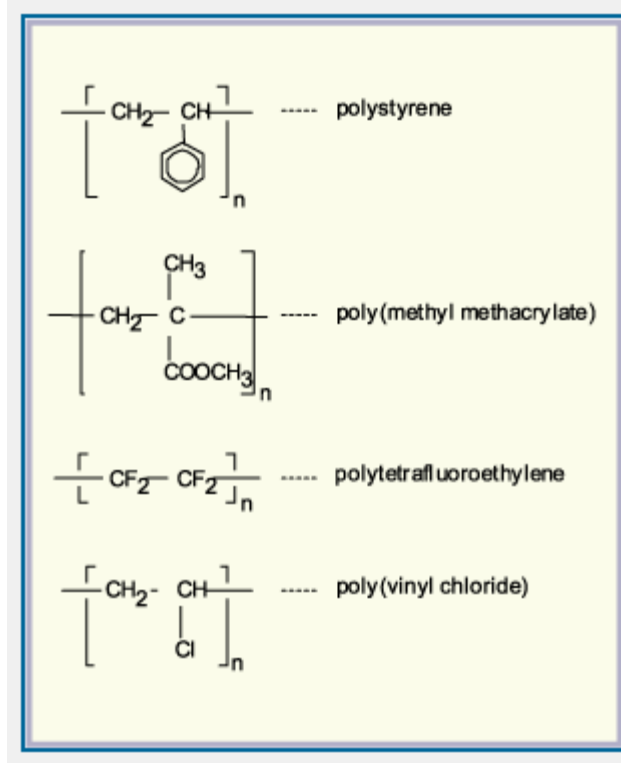 CH2 CH ----- polystyrene
n
CH3
CH2 C ----- poly(methyl methacrylate)
COOCH3
n
CF2 CF2 ----- polytetrafluoroethylene
n
CH2- CH ----- poly(vinyl chloride)
Cl
n